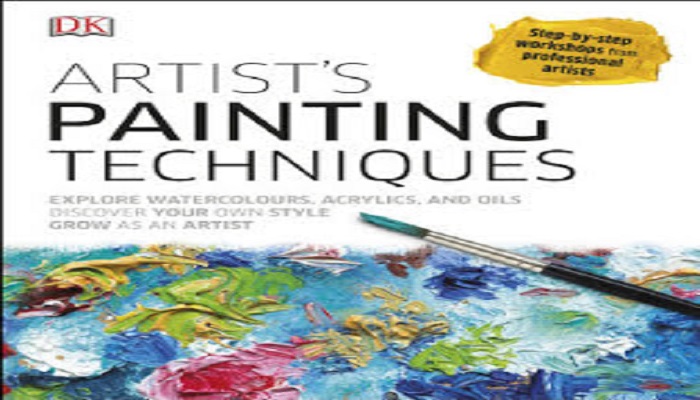 DK
Step-by-step
workshops from
professional
artists
ARTIST'S
PAINTING
TECHNIQUES
EXPLORE WATERCOLOURS, ACRYLICS, AND OILS
DISCOVER YOUR OWN STYLE
GROW AS AN ARTIST